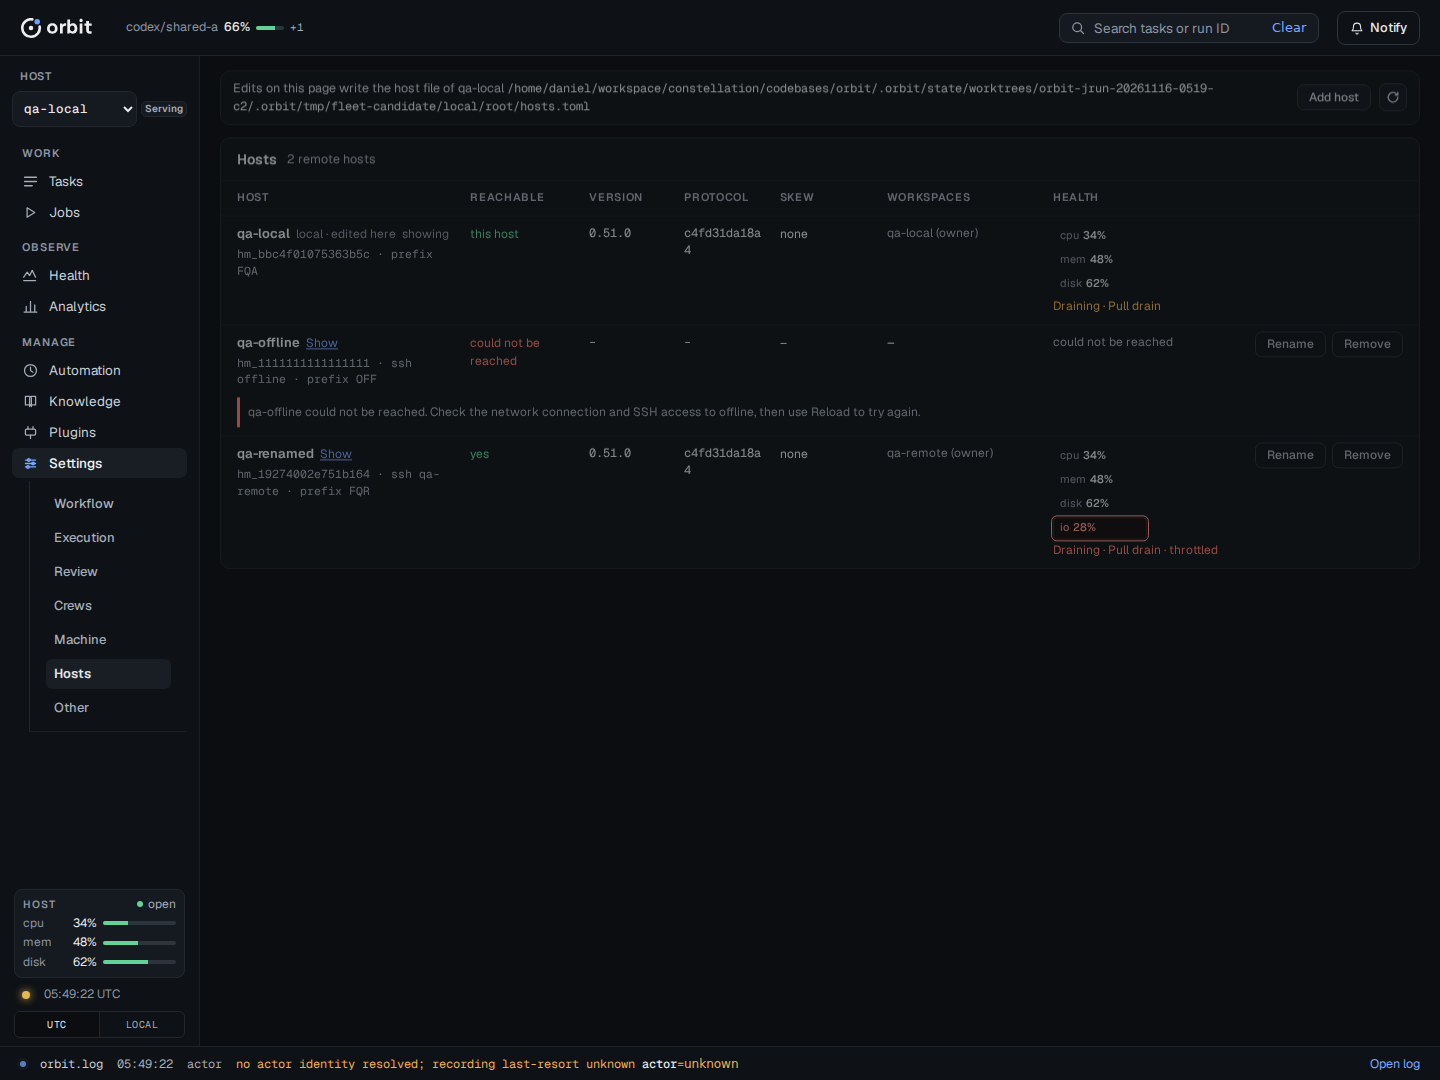 orbit
codex/shared-a 66% +1
Search tasks or run ID Clear
Notify
HOST
qa-local Serving
WORK
Tasks
Jobs
OBSERVE
Health
Analytics
MANAGE
Automation
Knowledge
Plugins
Settings
Workflow
Execution
Review
Crews
Machine
Hosts
Other
HOST open
cpu 34%
mem 48%
disk 62%
05:49:22 UTC
UTC LOCAL
Edits on this page write the host file of qa-local /home/daniel/workspace/constellation/codebases/orbit/.orbit/state/worktrees/orbit-jrun-20261116-0519-
c2/.orbit/tmp/fleet-candidate/local/root/hosts.toml
Add host
Hosts 2 remote hosts
HOST REACHABLE VERSION PROTOCOL SKEW WORKSPACES HEALTH
qa-local local · edited here showing this host 0.51.0 c4fd31da18a none qa-local (owner) cpu 34%
hm_bbc4f01075363b5c · prefix 4 mem 48%
FQA disk 62%
Draining · Pull drain
qa-offline Show could not be – – – – could not be reached Rename Remove
hm_1111111111111111 · ssh reached
offline · prefix OFF
qa-offline could not be reached. Check the network connection and SSH access to offline, then use Reload to try again.
qa-renamed Show yes 0.51.0 c4fd31da18a none qa-remote (owner) cpu 34% Rename Remove
hm_19274002e751b164 · ssh qa- 4 mem 48%
remote · prefix FQR disk 62%
io 28%
Draining · Pull drain · throttled
orbit.log 05:49:22 actor no actor identity resolved; recording last-resort unknown actor=unknown Open log